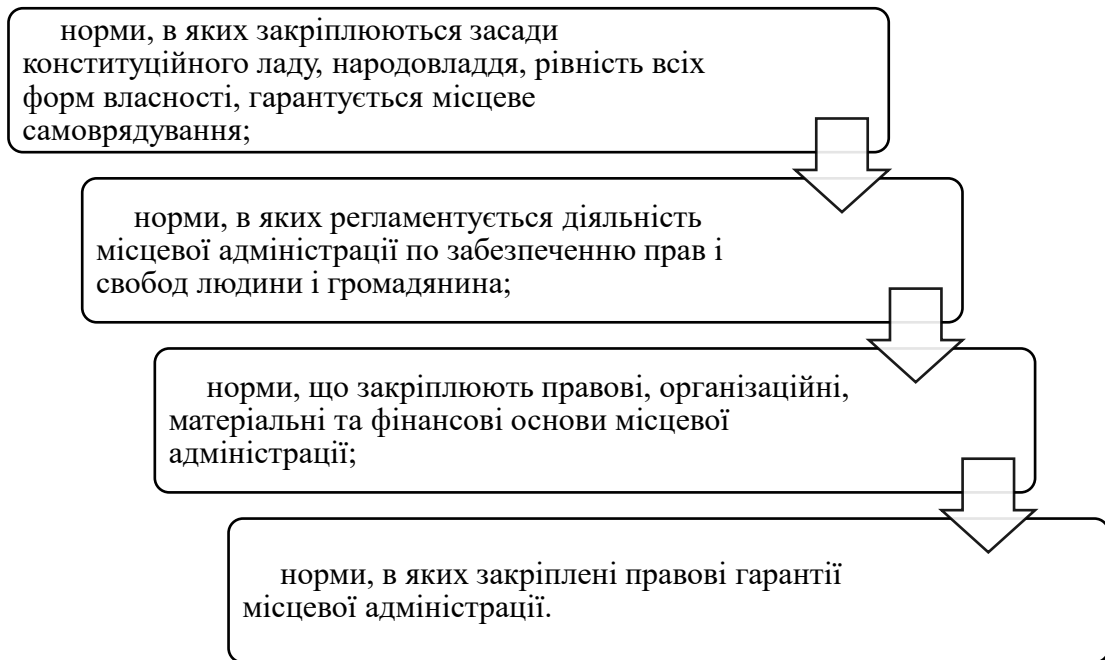 норми, в яких закріплюються засади
конституційного ладу, народовладдя, рівність всіх
форм власності, гарантується місцеве
самоврядування;
норми, в яких регламентується діяльність
місцевої адміністрації по забезпеченню прав і
свобод людини і громадянина;
норми, що закріплюють правові, організаційні,
матеріальні та фінансові основи місцевої
адміністрації;
норми, в яких закріплені правові гарантії
місцевої адміністрації.